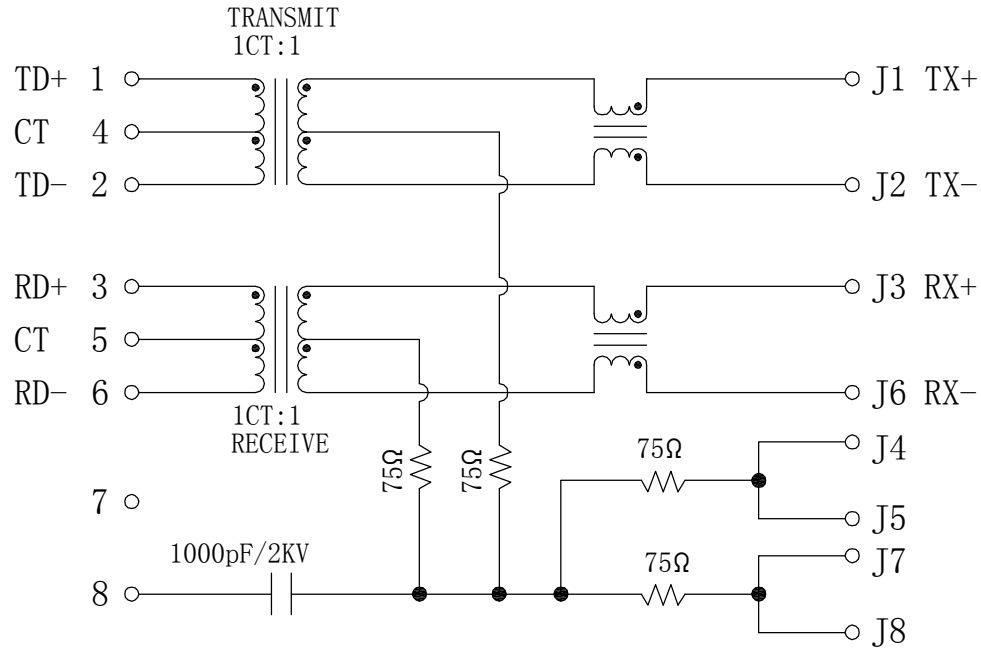 TRANSMIT
1CT:1
TD+ 1
J1 TX+
CT 4
TD- 2
J2 TX-
RD+ 3
J3 RX+
CT 5
RD- 6
J6 RX-
1CT:1
RECEIVE
75Ω
75Ω
75Ω
J4
7
J5
1000pF/2KV
75Ω
J7
8
J8